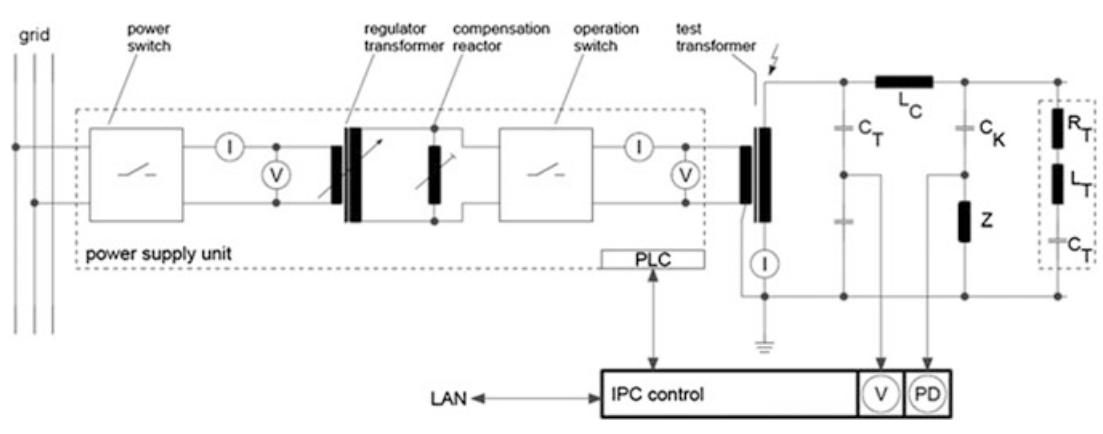 grid
power
switch
regulator
transformer
compensation
reactor
operation
switch
test
transformer
I
V
I
V
I
power supply unit
PLC
C_T
L_C
C_K
Z
R_T
L_T
C_T
LAN
IPC control
V
PD